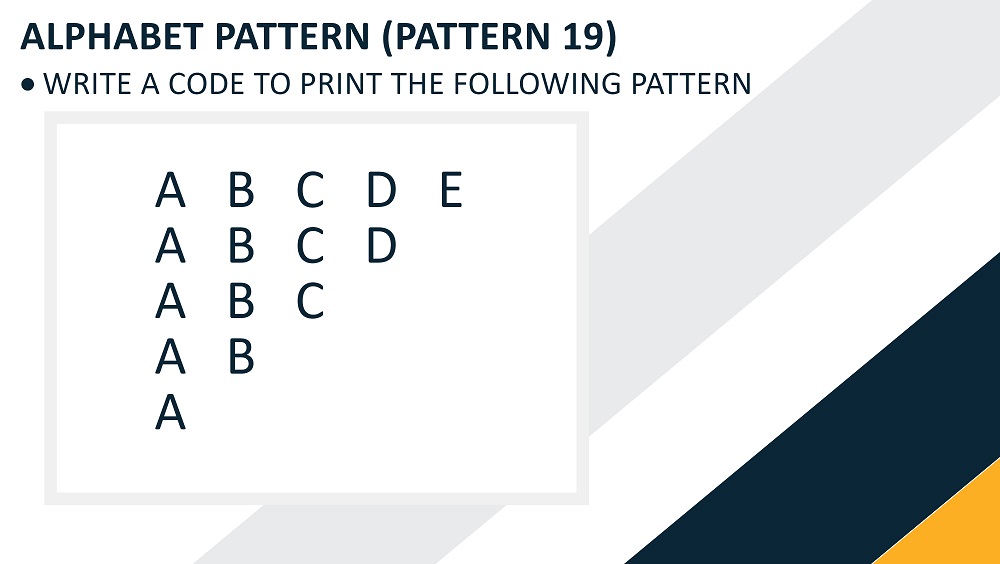 ALPHABET PATTERN (PATTERN 19)
• WRITE A CODE TO PRINT THE FOLLOWING PATTERN
A B C D E
A B C D
A B C
A B
A